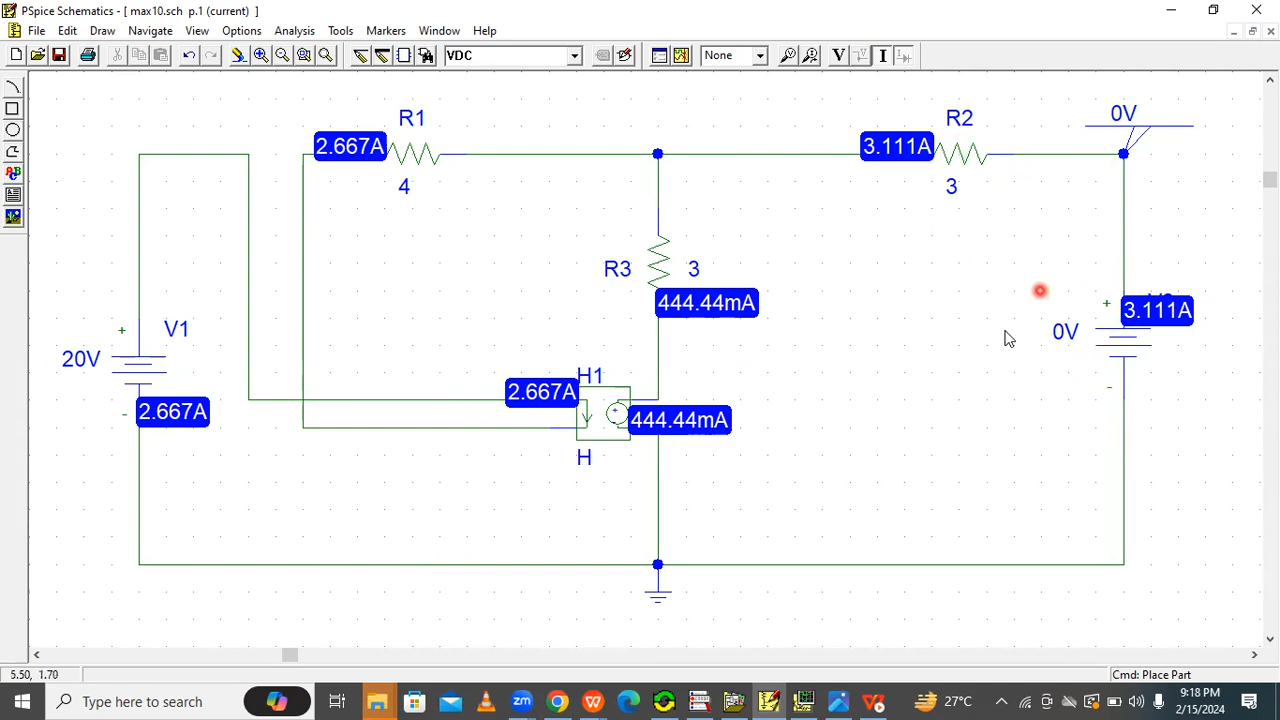 PSpice Schematics - [ max10.sch  p.1 (current)  ]
File Edit Draw Navigate View Options Analysis Tools Markers Window Help
VDC
None
V
I
R1
R2
0V
2.667A
3.111A
4
3
R3
3
444.44mA
+
V1
+
3.111A
20V
0V
H1
-
2.667A
2.667A
-
444.44mA
H
5.50, 1.70
Cmd: Place Part
Type here to search
27°C
9:18 PM
2/15/2024